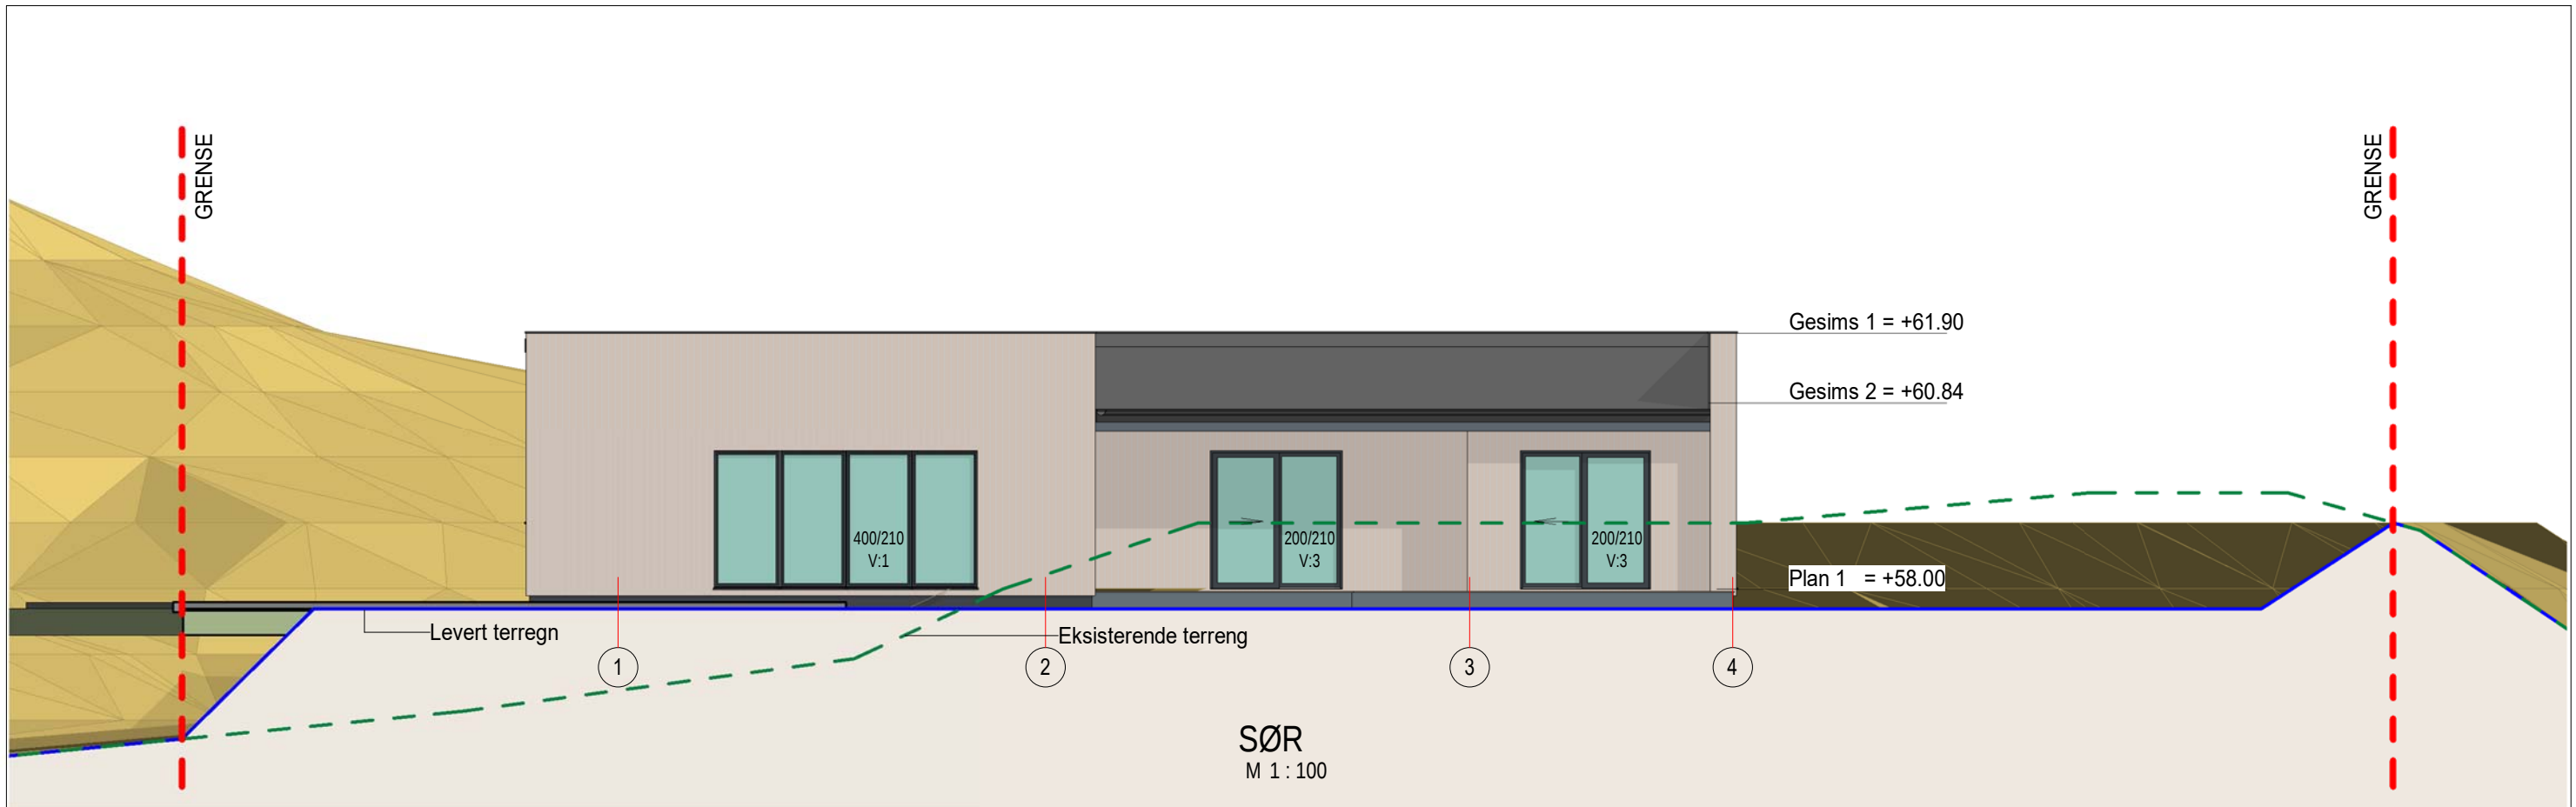 GRENSE
GRENSE
Gesims 1 = +61.90
Gesims 2 = +60.84
400/210
V:1
200/210
V:3
200/210
V:3
Plan 1 = +58.00
Levert terregn
Eksisterende terreng
1
2
3
4
SØR
M 1 : 100